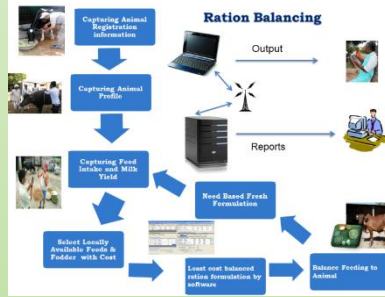 Ration Balancing
Capturing Animal
Registration
information
Capturing Animal
Profile
Capturing Feed
Intake and Milk
Yield
Select Locally
Available Feeds &
Fodder with Cost
Least cost balanced
ration formulation by
software
Balance Feeding to
Animal
Need Based Fresh
Formulation
Output
Reports